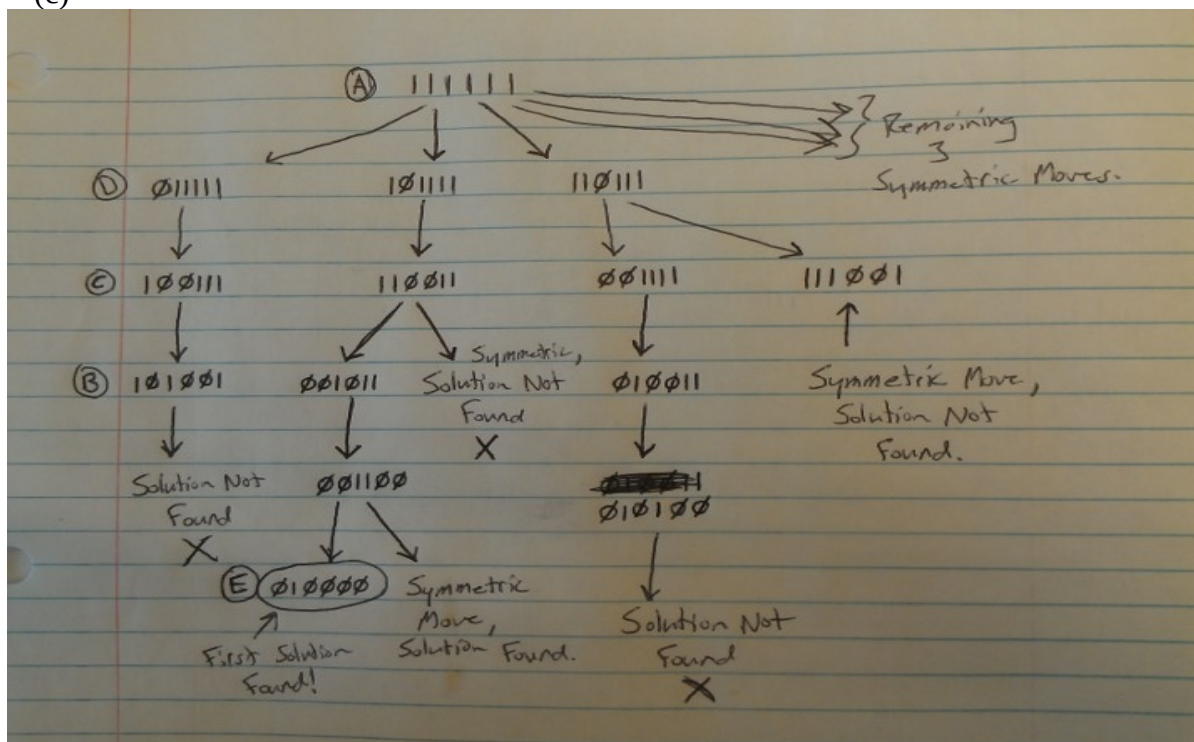 (c)
Ⓐ 111111
Remaining
3
Symmetric Moves.
Ⓓ Ø11111 1Ø1111 11Ø111
Ⓒ 1ØØ111 11ØØ11 ØØ1111 111ØØ1
Ⓑ 1Ø1ØØ1 ØØ1Ø11 Ø1ØØ11
Symmetric,
Solution Not
Found
X
Symmetric Move,
Solution Not
Found.
Solution Not
Found
X
ØØ11ØØ
Ø1Ø1ØØ
Ⓔ Ø1ØØØØ
First Solution
Found!
Symmetric
Move,
Solution Found.
Solution Not
Found
X